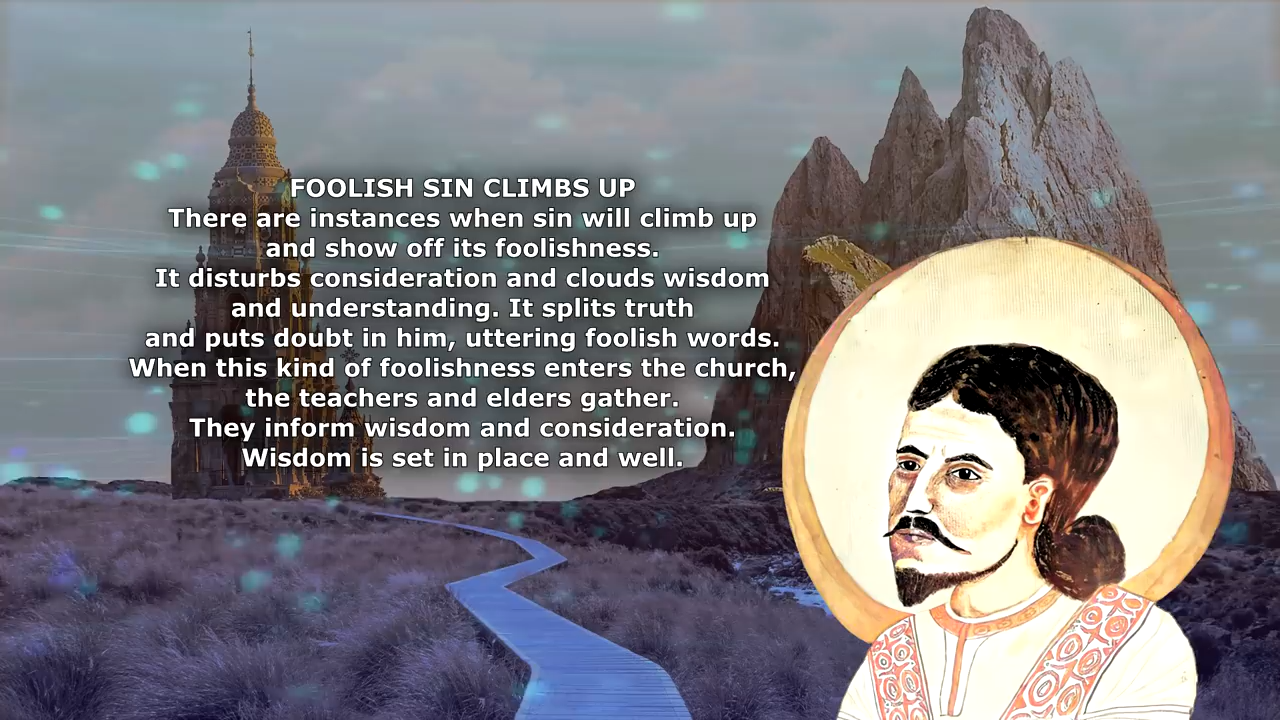 FOOLISH SIN CLIMBS UP
There are instances when sin will climb up
and show off its foolishness.
It disturbs consideration and clouds wisdom
and understanding. It splits truth
and puts doubt in him, uttering foolish words.
When this kind of foolishness enters the church,
the teachers and elders gather.
They inform wisdom and consideration.
Wisdom is set in place and well.